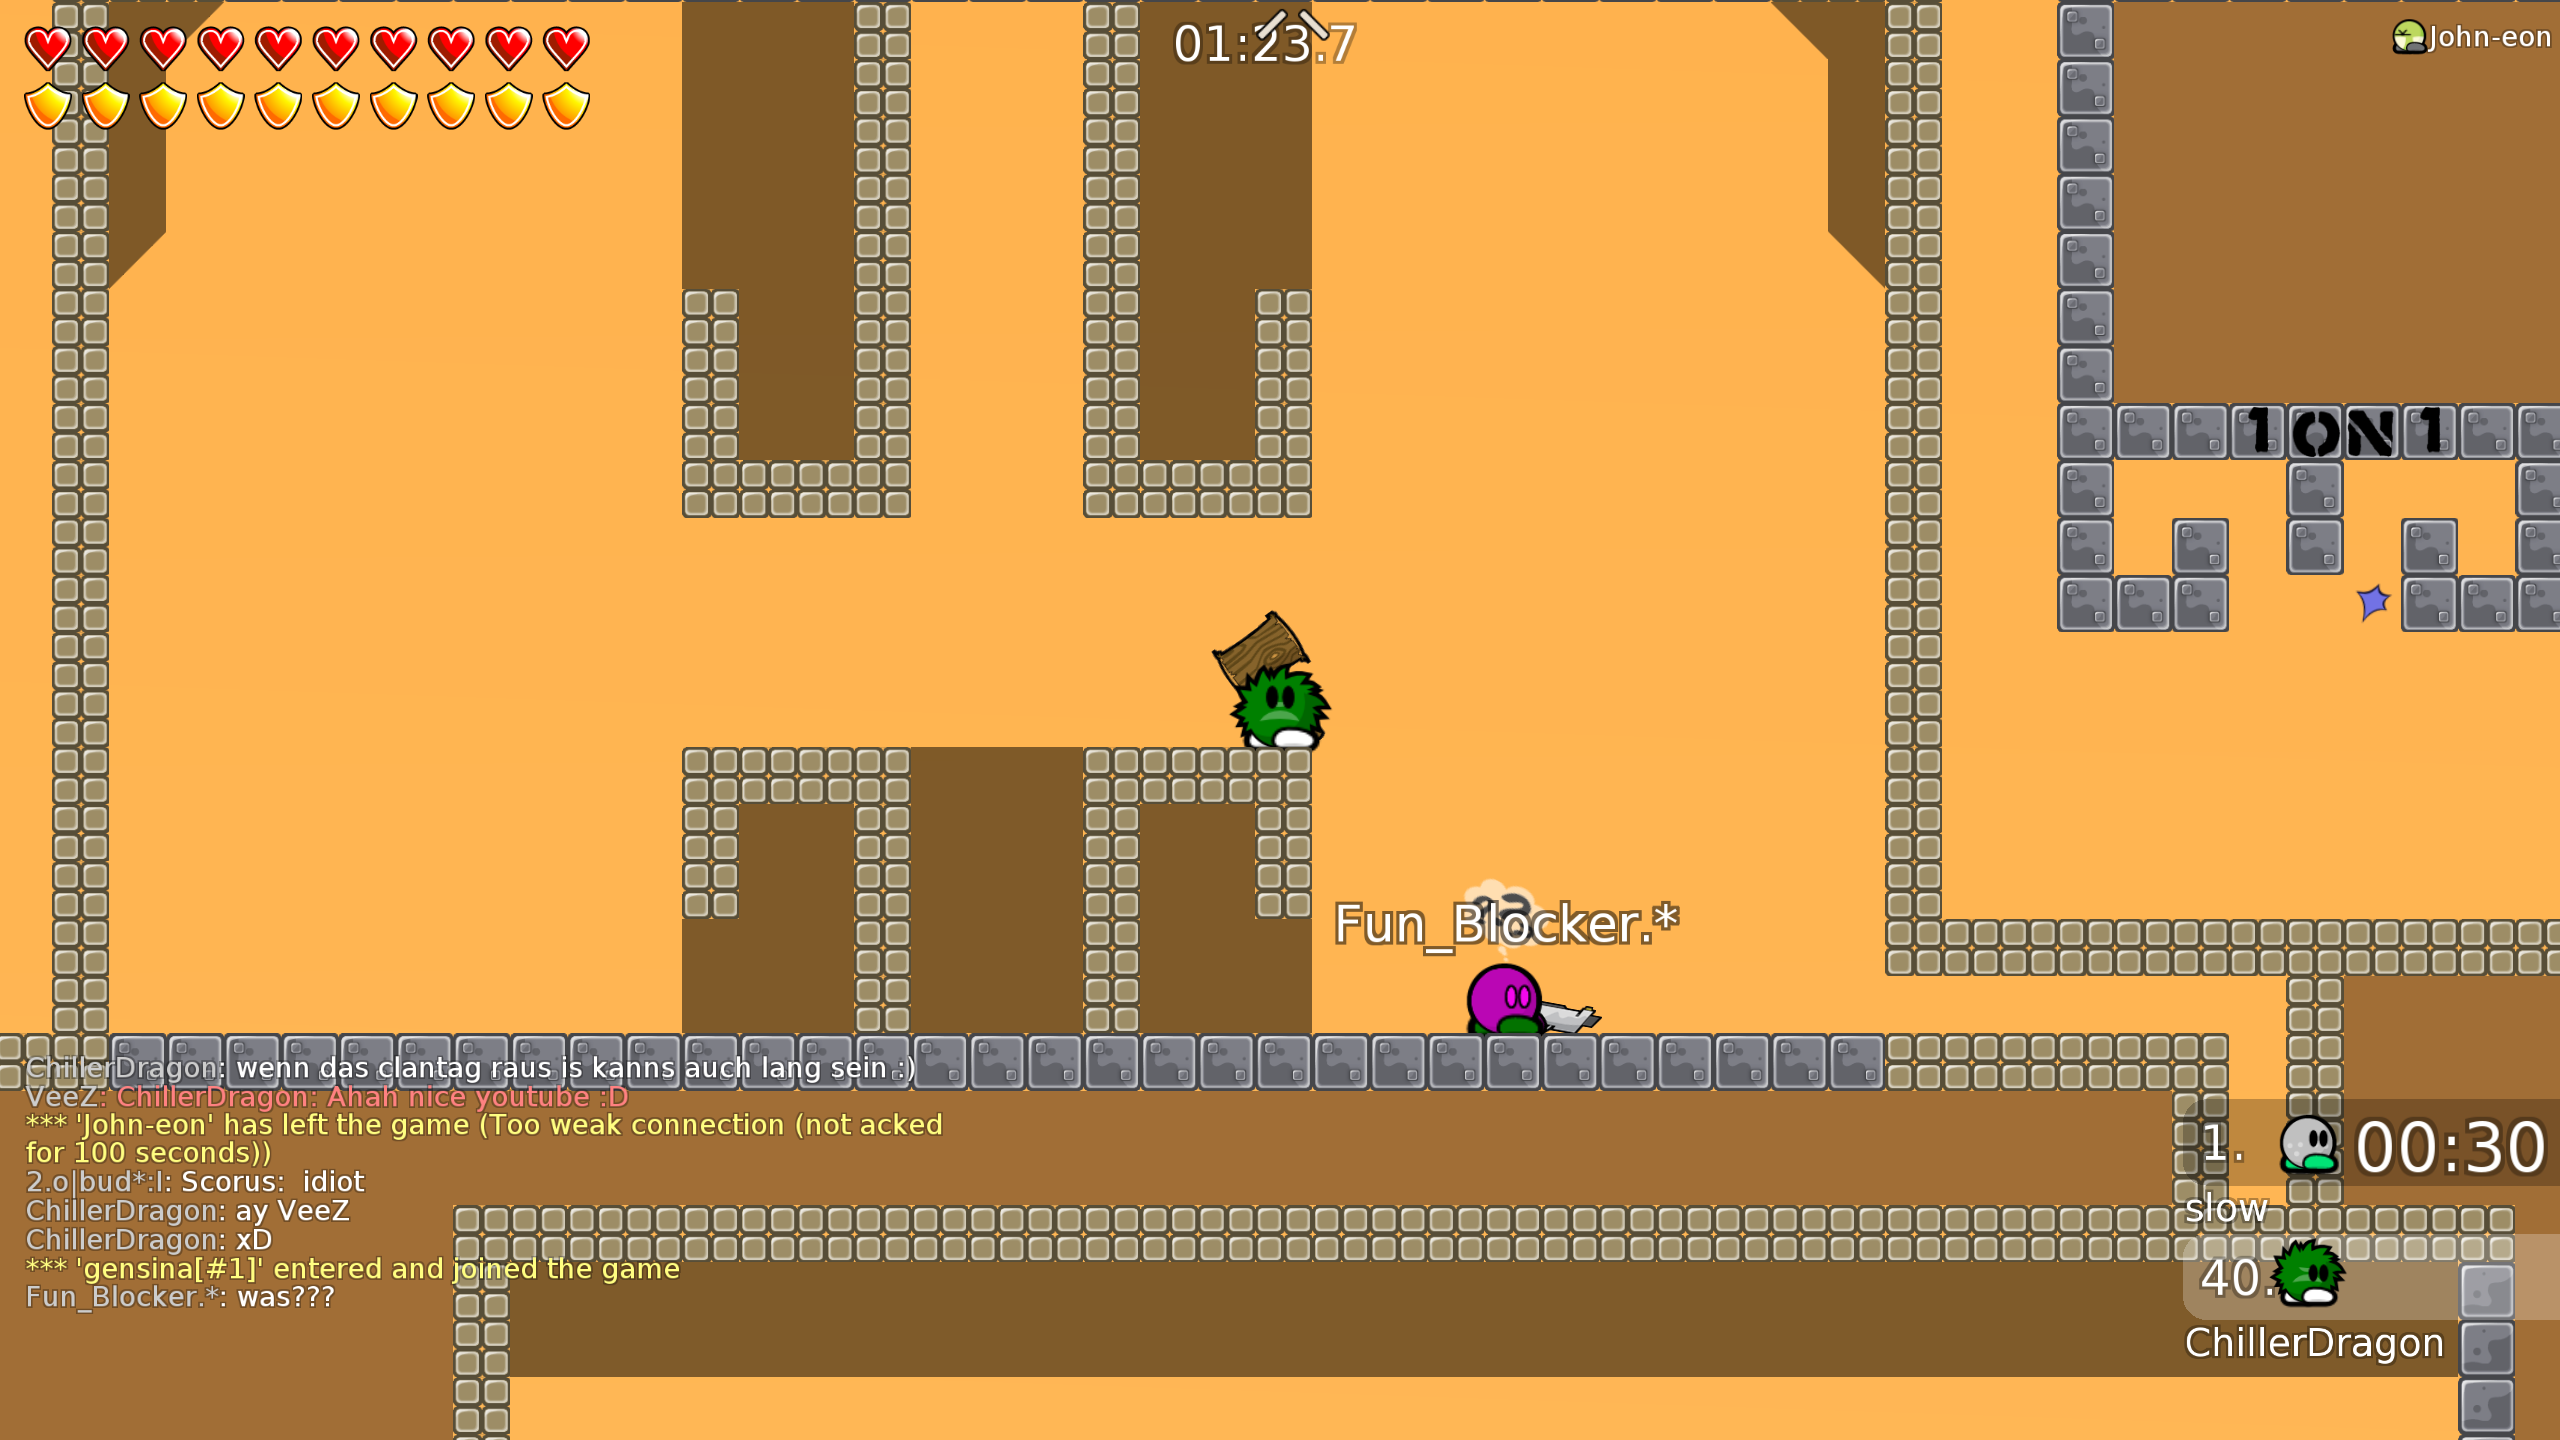 01:23.7
John-eon
1 ON 1
Fun_Blocker.*
ChillerDragon: wenn das clantag raus is kanns auch lang sein :)
VeeZ: ChillerDragon: Ahah nice youtube :D
*** 'John-eon' has left the game (Too weak connection (not acked
for 100 seconds))
2.o|bud*:I: Scorus:  idiot
ChillerDragon: ay VeeZ
ChillerDragon: xD
*** 'gensina[#1]' entered and joined the game
Fun_Blocker.*: was???
1. 00:30
slow
40.
ChillerDragon